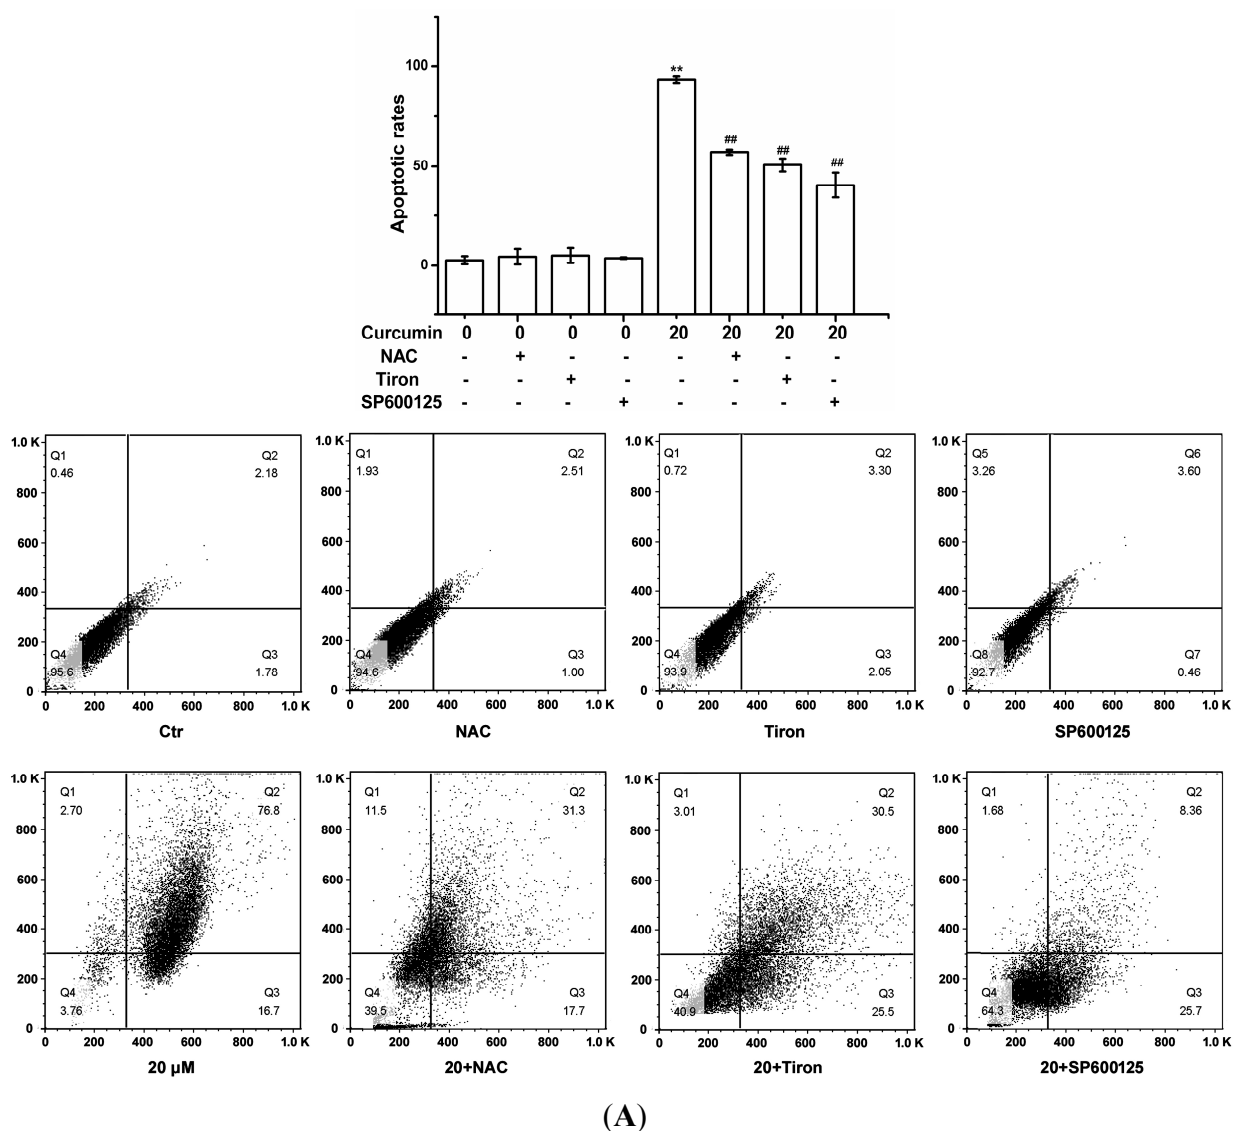 Apoptotic rates
100
50
0
**
##
##
##
Curcumin 0 0 0 0 20 20 20 20
NAC - + - - - + - -
Tiron - - + - - - + -
SP600125 - - - + - - - +
1.0 K
800
600
400
200
0
Q1
0.46
Q2
2.18
Q4
95.6
Q3
1.78
0 200 400 600 800 1.0 K
Ctr
1.0 K
800
600
400
200
0
Q1
1.93
Q2
2.51
Q4
94.6
Q3
1.00
0 200 400 600 800 1.0 K
NAC
1.0 K
800
600
400
200
0
Q1
0.72
Q2
3.30
Q4
93.9
Q3
2.05
0 200 400 600 800 1.0 K
Tiron
1.0 K
800
600
400
200
0
Q5
3.26
Q6
3.60
Q8
92.7
Q7
0.46
0 200 400 600 800 1.0 K
SP600125
1.0 K
800
600
400
200
0
Q1
2.70
Q2
76.8
Q4
3.76
Q3
16.7
0 200 400 600 800 1.0 K
20 μM
1.0 K
800
600
400
200
0
Q1
11.5
Q2
31.3
Q4
39.5
Q3
17.7
0 200 400 600 800 1.0 K
20+NAC
1.0 K
800
600
400
200
0
Q1
3.01
Q2
30.5
Q4
40.9
Q3
25.5
0 200 400 600 800 1.0 K
20+Tiron
1.0 K
800
600
400
200
0
Q1
1.68
Q2
8.36
Q4
64.3
Q3
25.7
0 200 400 600 800 1.0 K
20+SP600125
(A)